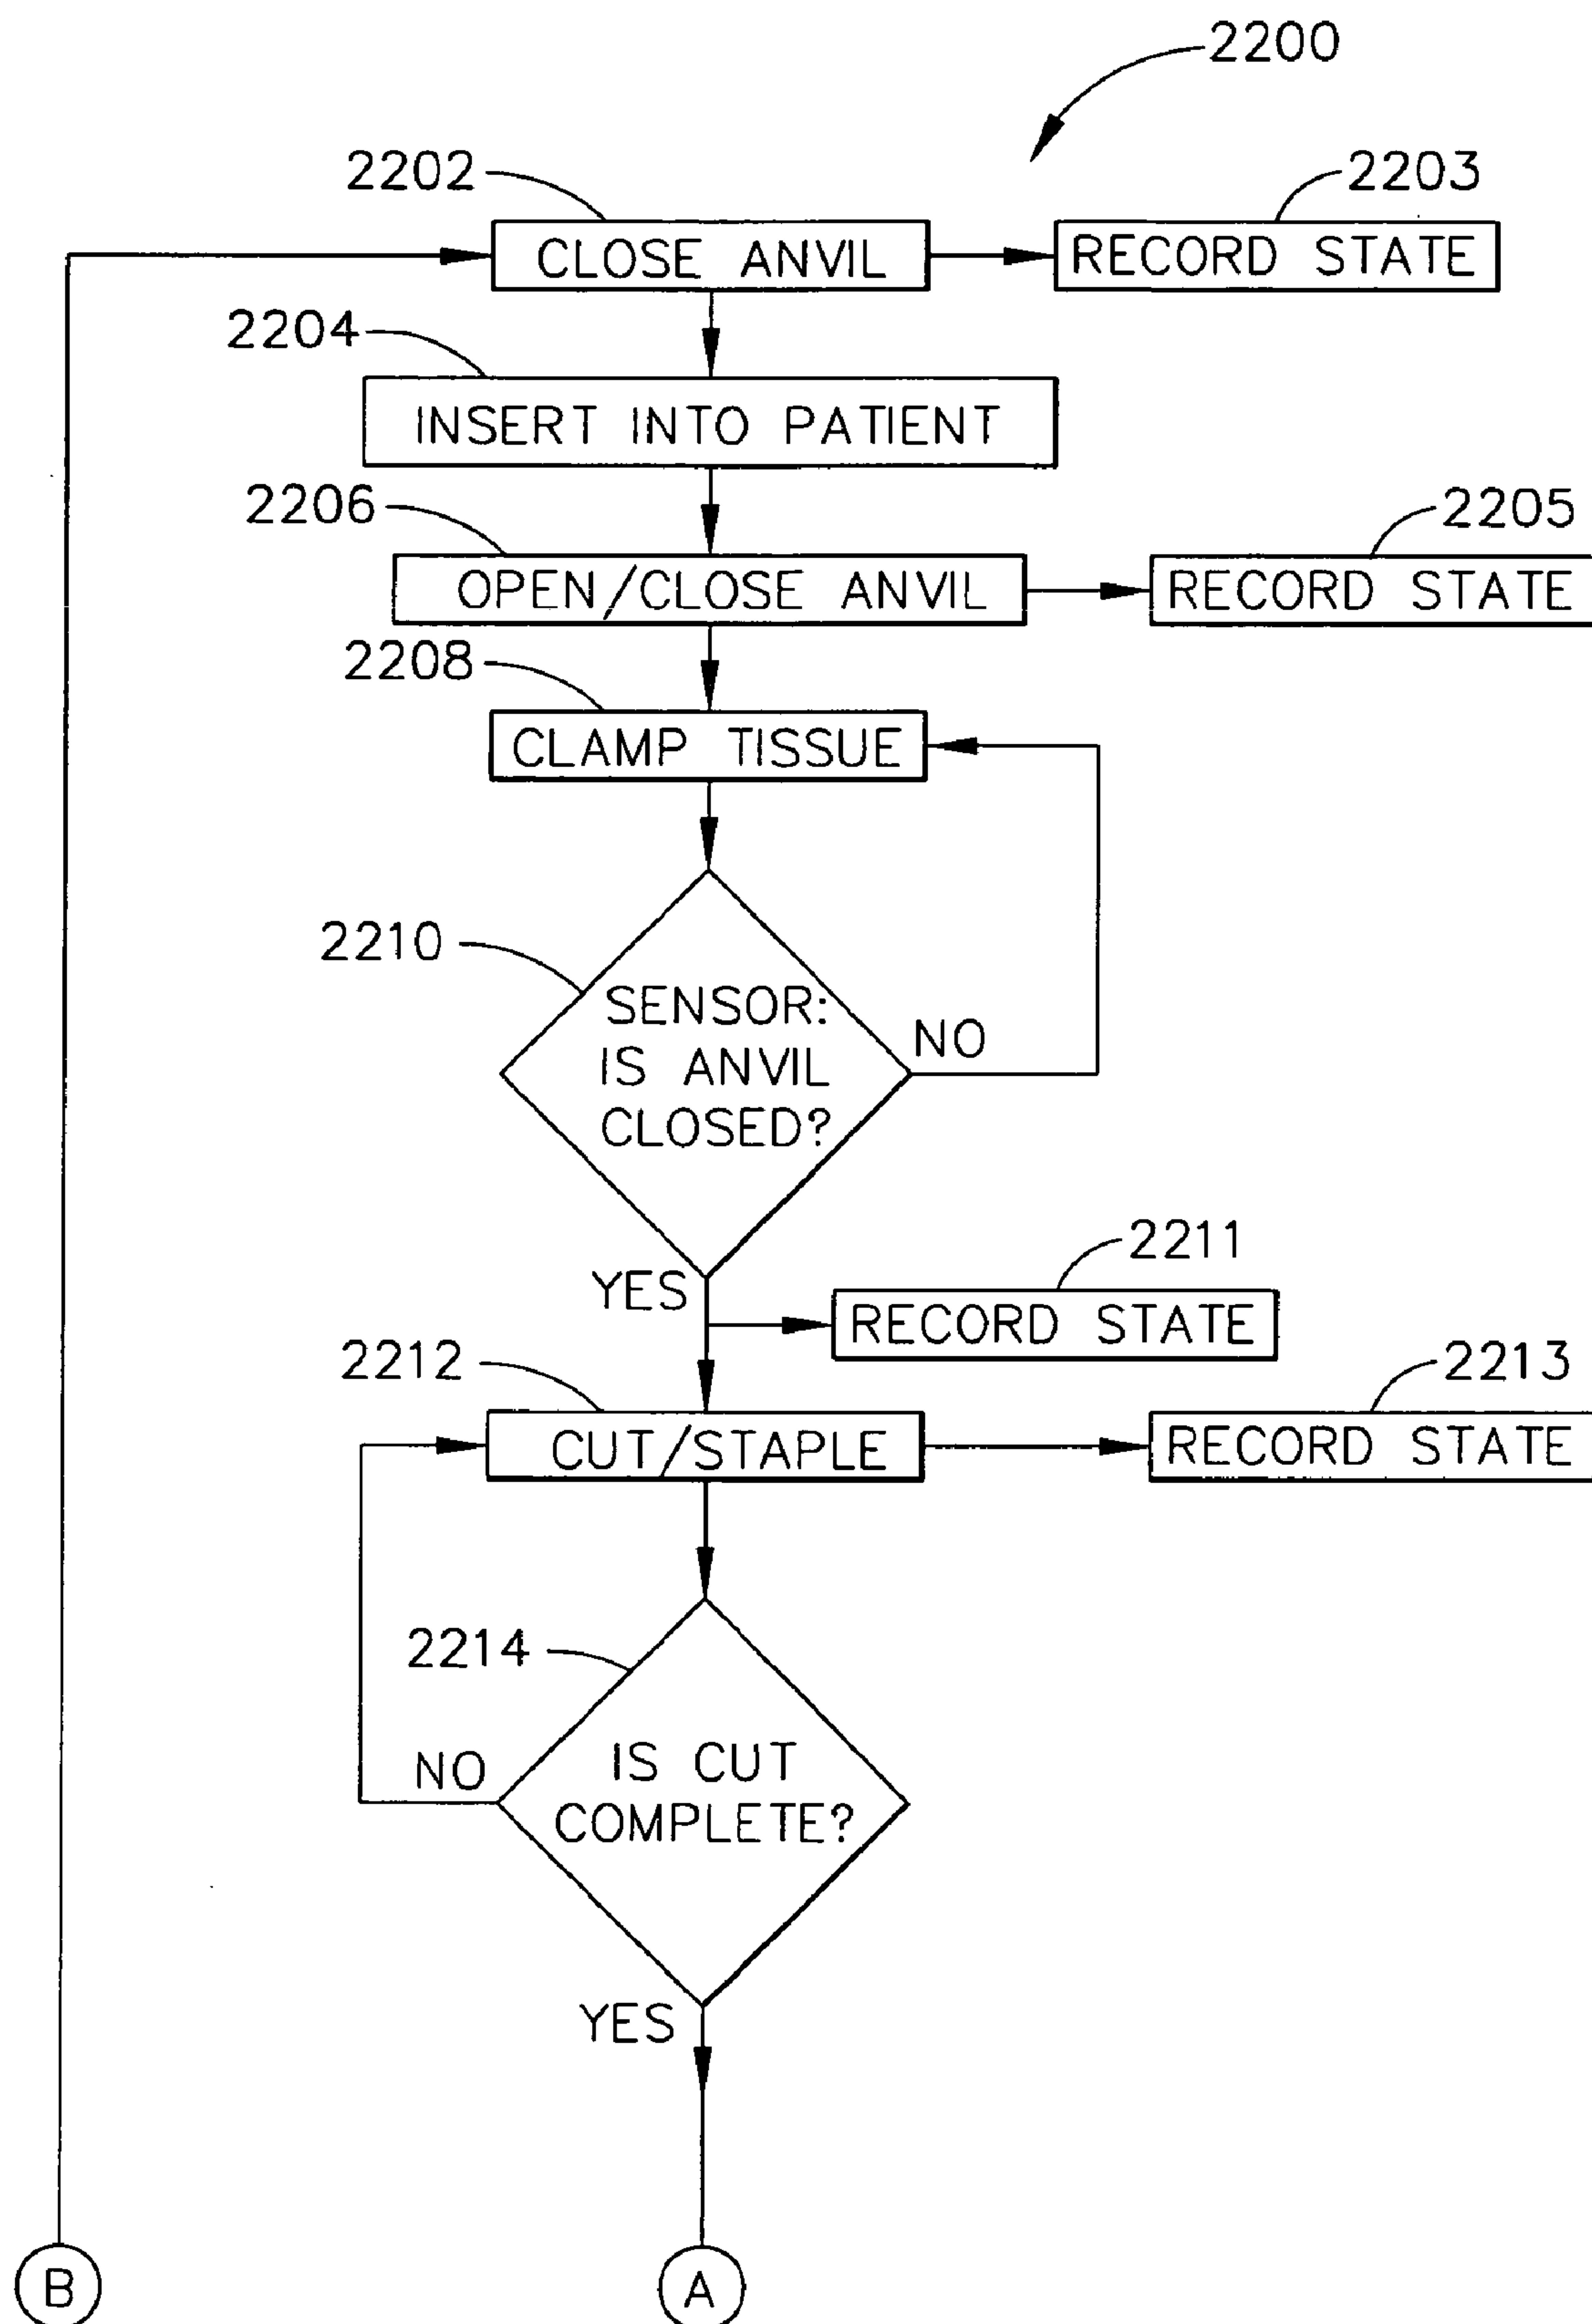 2200
2202
2203
CLOSE ANVIL
RECORD STATE
2204
INSERT INTO PATIENT
2206
2205
OPEN/CLOSE ANVIL
RECORD STATE
2208
CLAMP TISSUE
2210
SENSOR:
IS ANVIL
CLOSED?
NO
YES
2211
RECORD STATE
2212
2213
CUT/STAPLE
RECORD STATE
2214
NO
IS CUT
COMPLETE?
YES
B
A